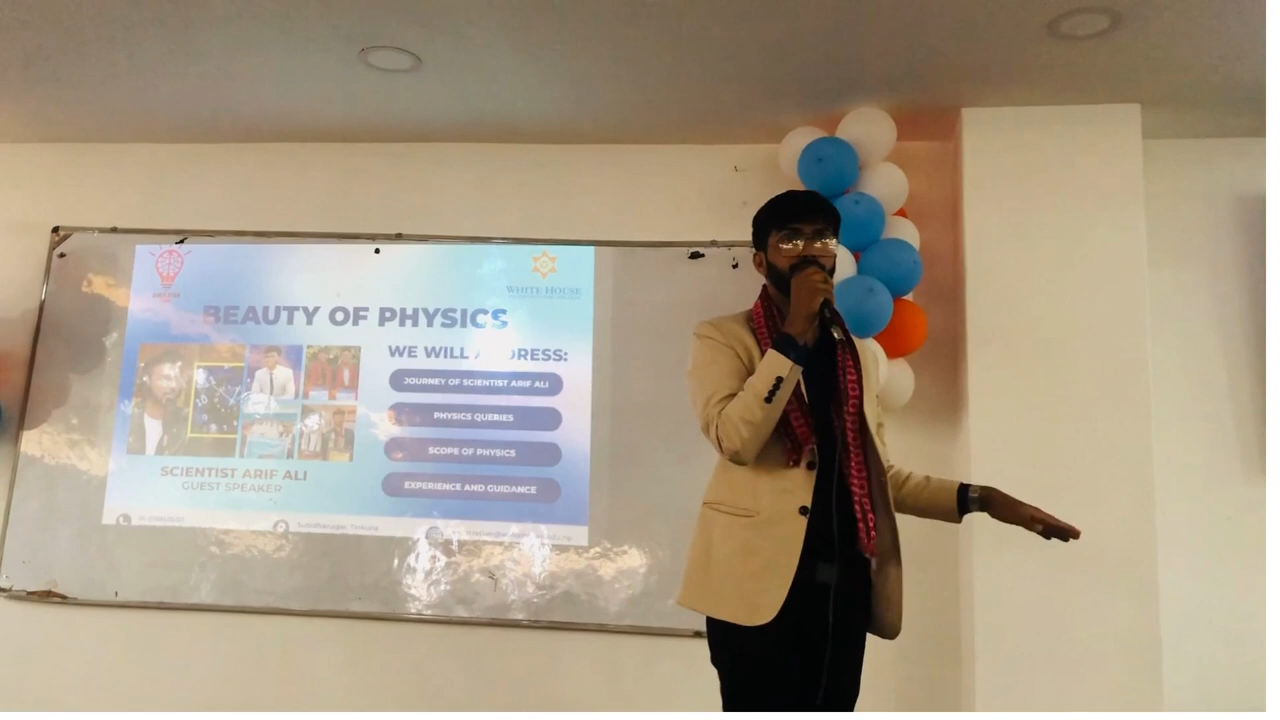 WHITE HOUSE
BEAUTY OF PHYSICS
WE WILL ADDRESS:
JOURNEY OF SCIENTIST ARIF ALI
PHYSICS QUERIES
SCOPE OF PHYSICS
EXPERIENCE AND GUIDANCE
SCIENTIST ARIF ALI
GUEST SPEAKER